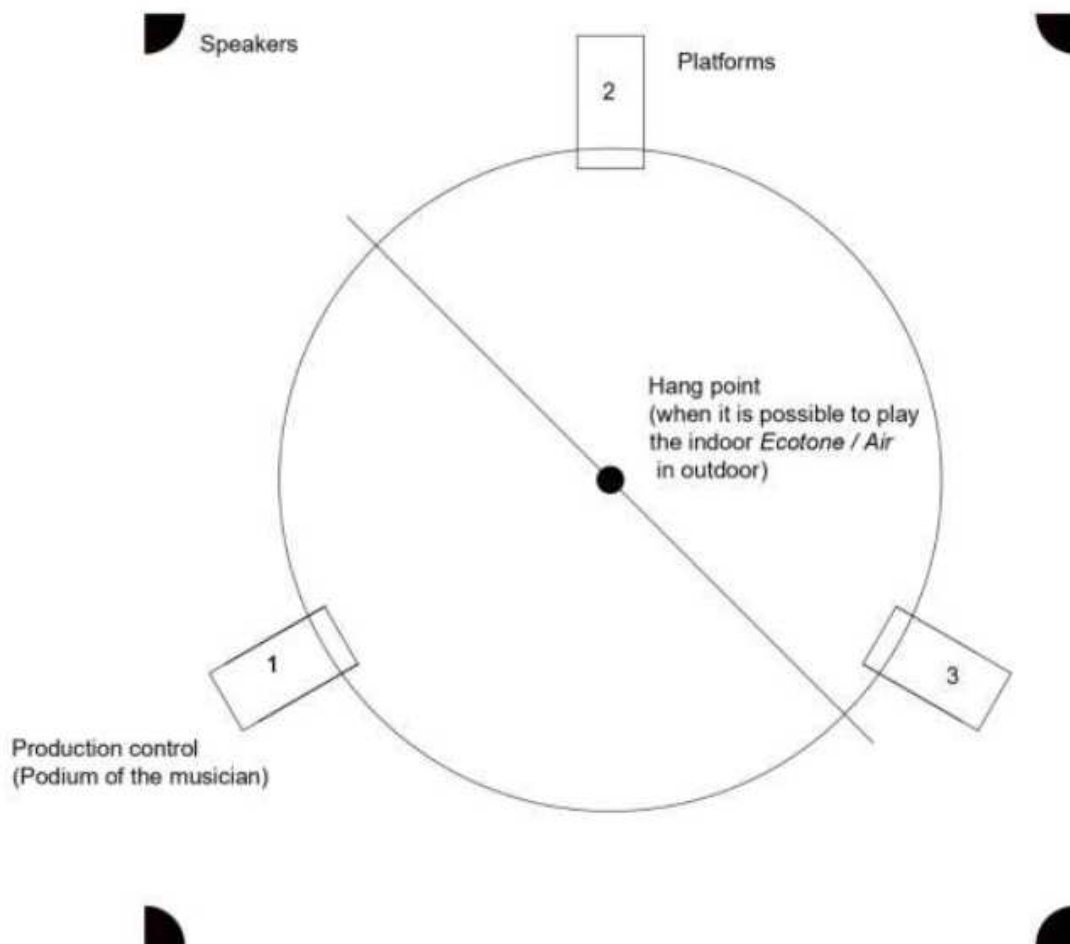 Speakers
Platforms
2
Hang point
(when it is possible to play
the indoor Ecotone / Air
in outdoor)
1
3
Production control
(Podium of the musician)